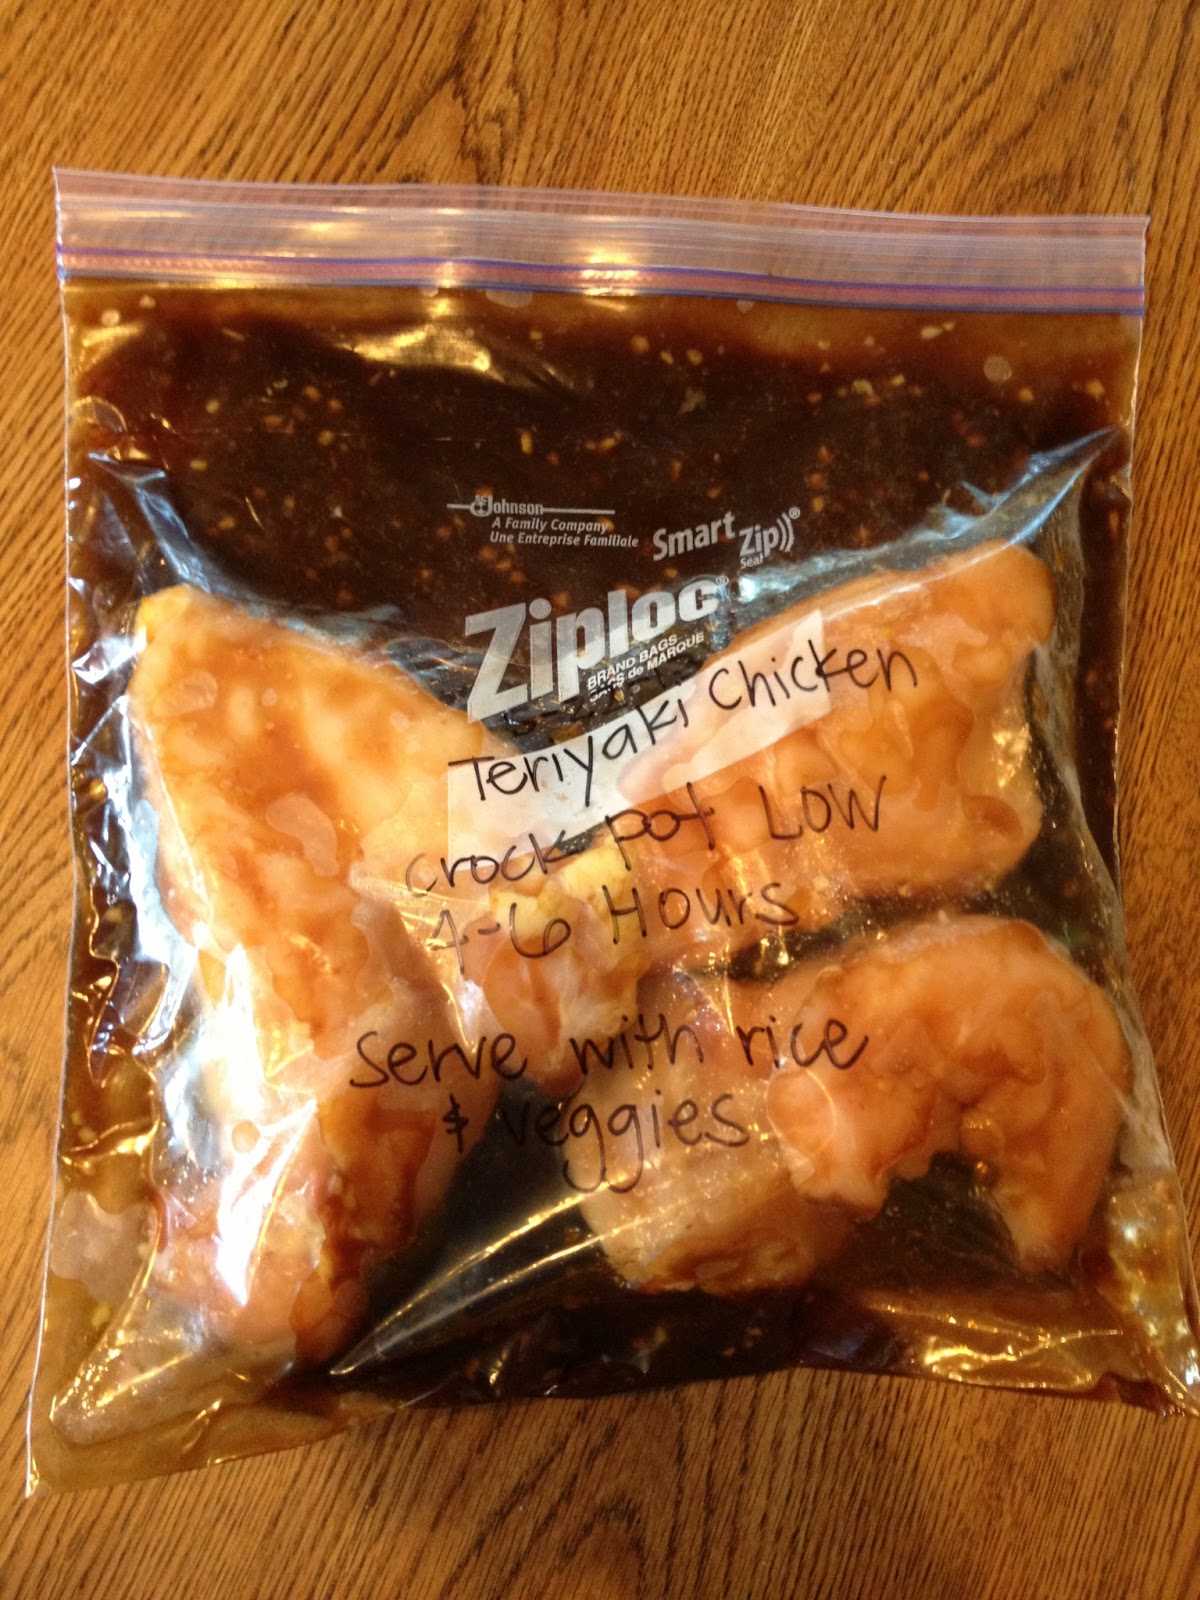 SC Johnson
A Family Company
Une Entreprise Familiale
Smart Zip®
Seal
Ziploc®
BRAND BAGS
SACS de MARQUE
Teriyaki Chicken
crock pot LOW
4-6 Hours
Serve with rice
& veggies